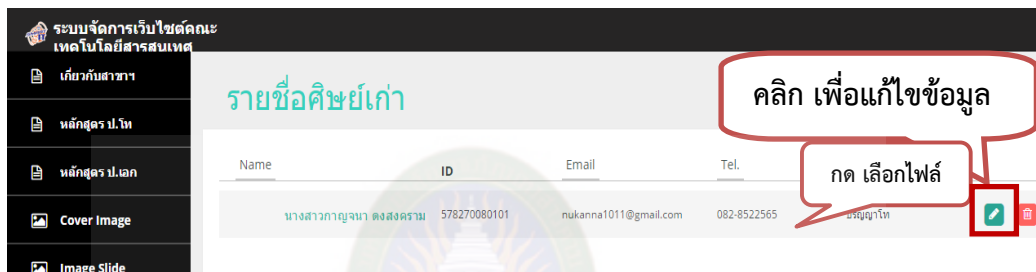 ระบบจัดการเว็บไซต์คณะ
เทคโนโลยีสารสนเทศ
เกี่ยวกับสาขาฯ
หลักสูตร ป.โท
หลักสูตร ป.เอก
Cover Image
Image Slide
รายชื่อศิษย์เก่า
คลิก เพื่อแก้ไขข้อมูล
Name ID Email Tel.
กด เลือกไฟล์
นางสาวกาญจนา ดงสงคราม 578270080101 nukanna1011@gmail.com 082-8522565 ปริญญาโท